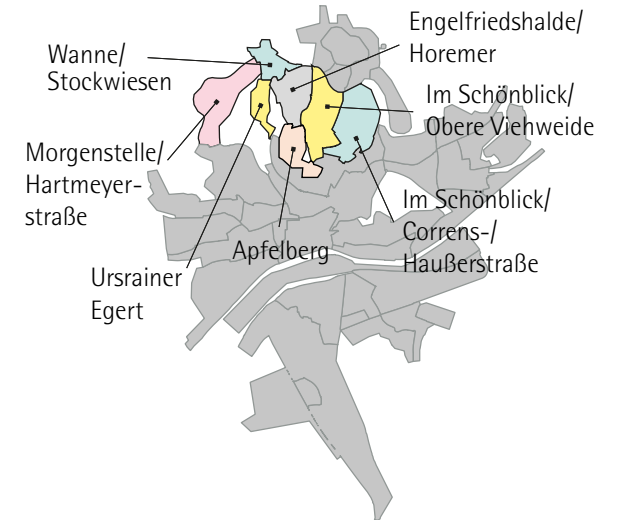 Engelfriedshalde/
Horemer
Wanne/
Stockwiesen
Im Schönblick/
Obere Viehweide
Morgenstelle/
Hartmeyer-
straße
Im Schönblick/
Correns-/
Haußerstraße
Apfelberg
Ursrainer
Egert